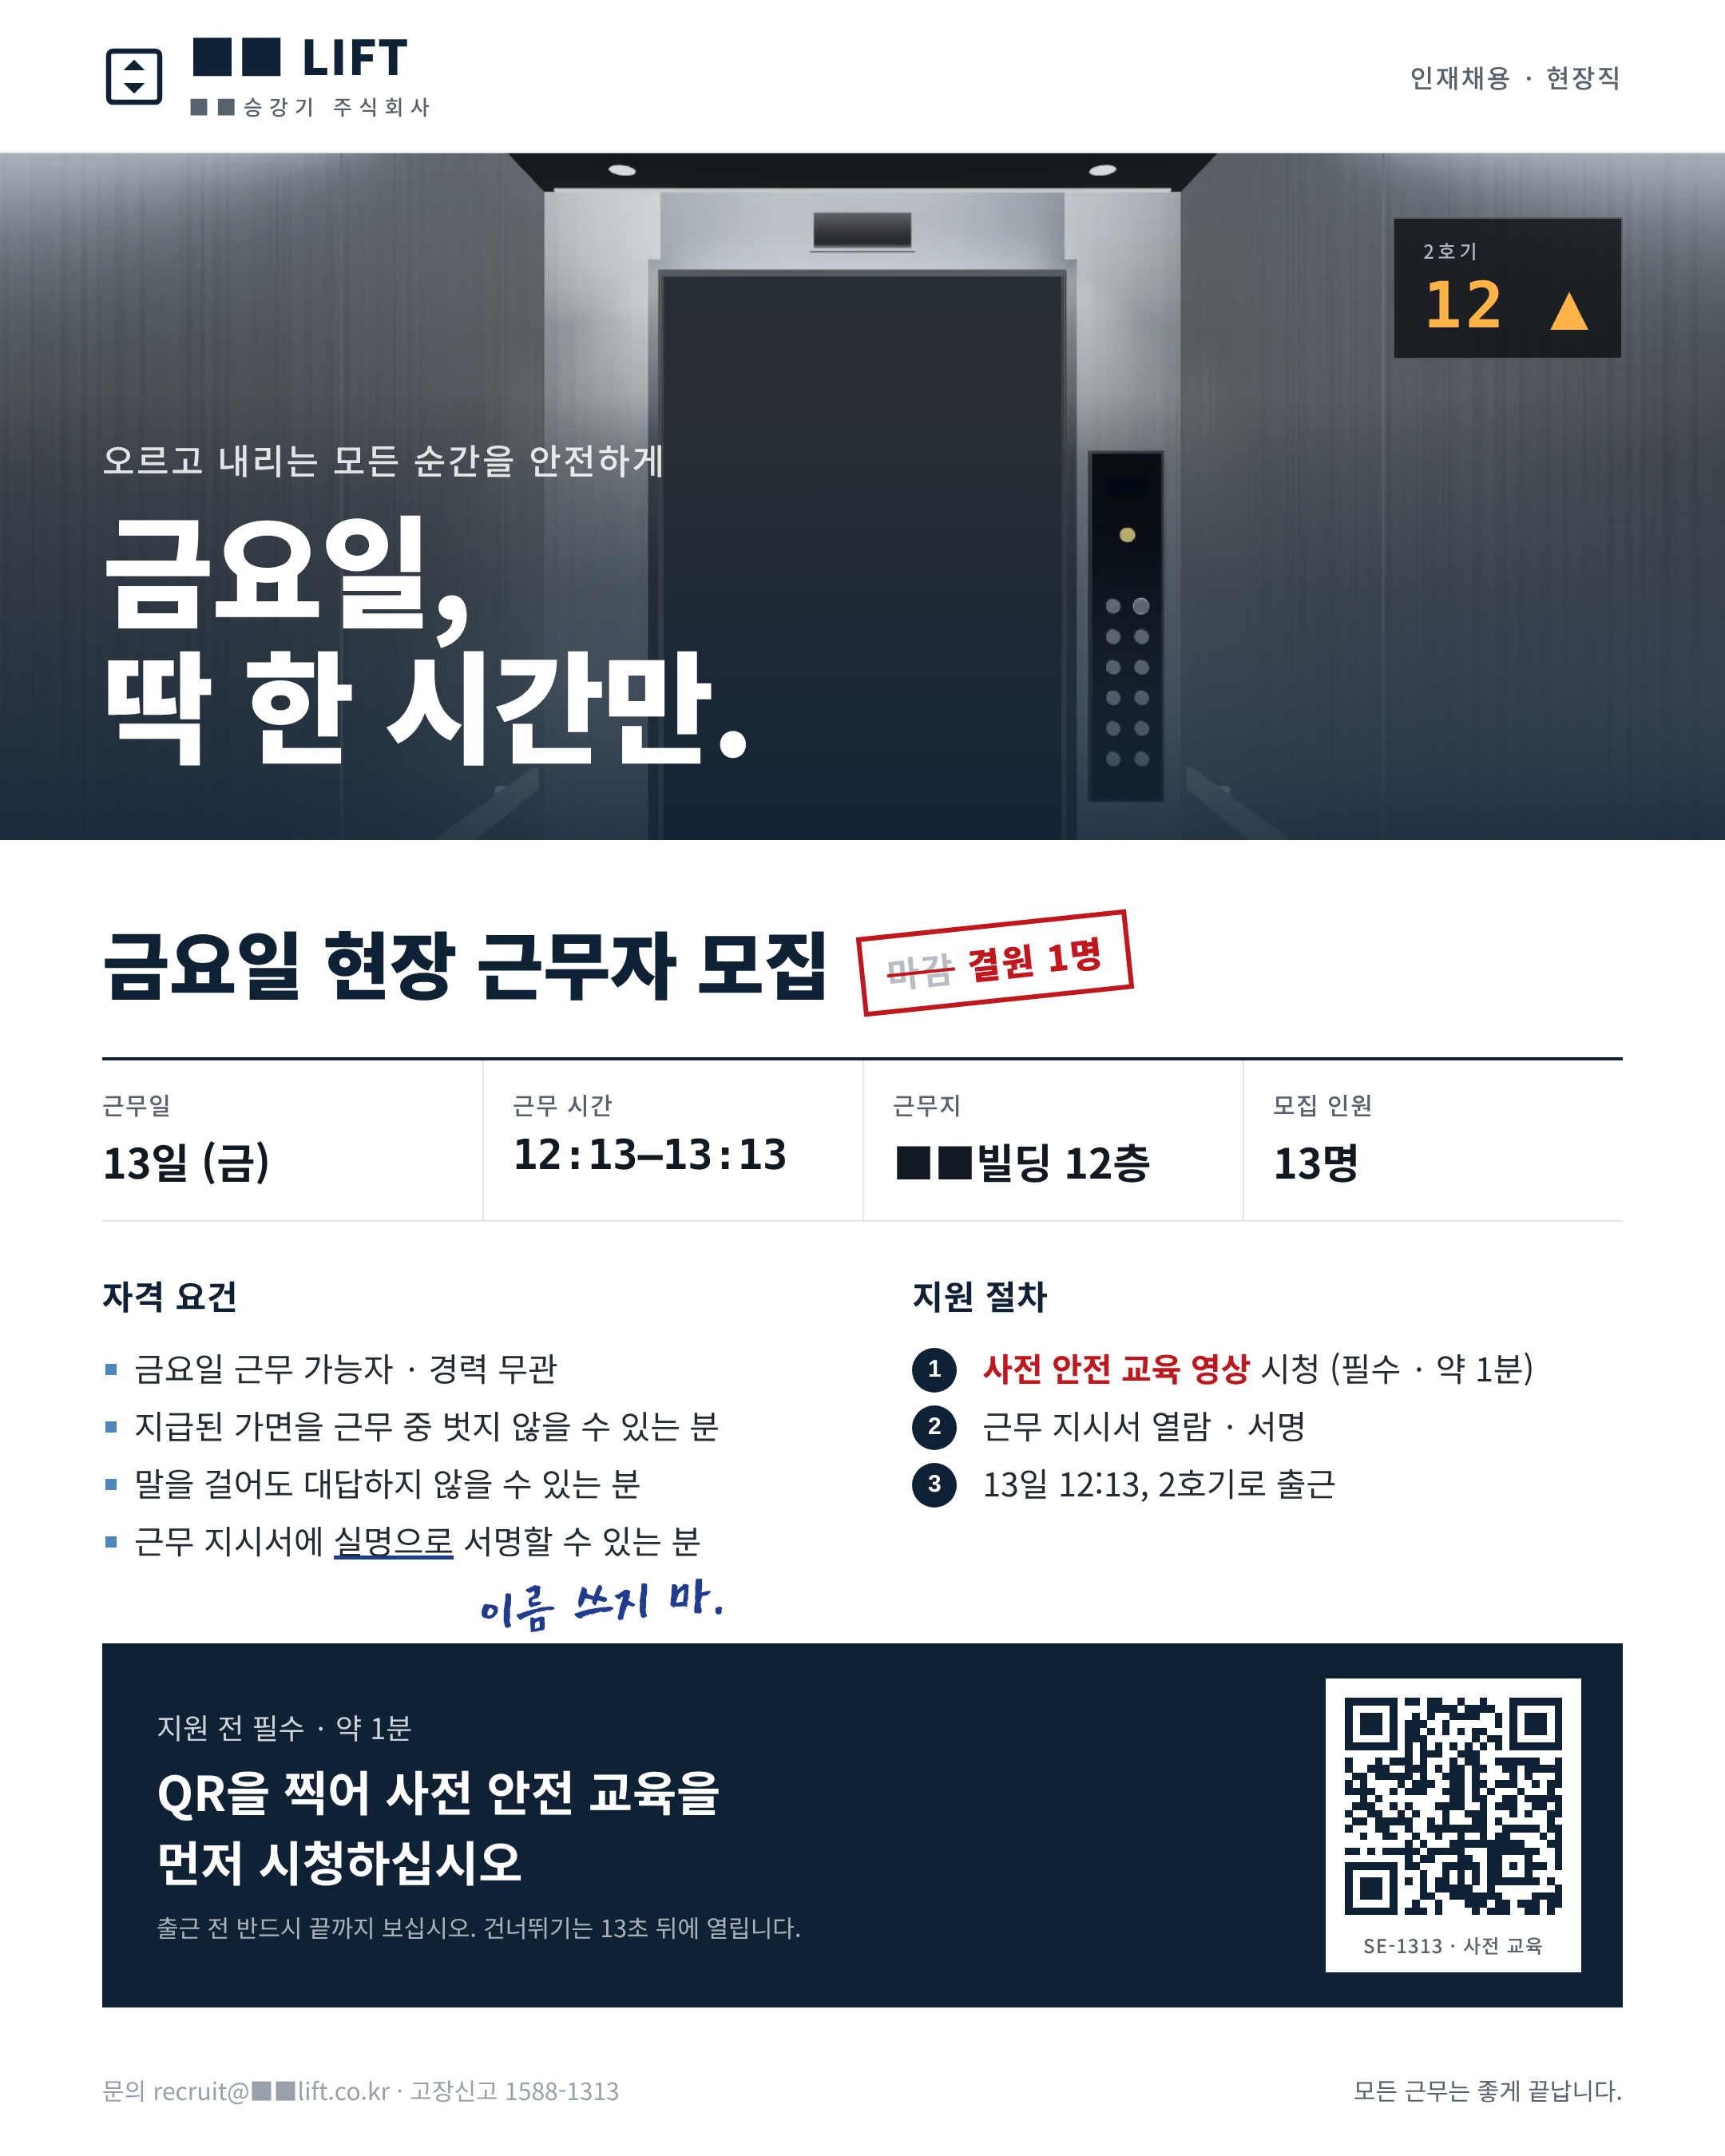 ■■ LIFT
■■승강기 주식회사
인재채용 · 현장직
2호기
12 ▲
오르고 내리는 모든 순간을 안전하게
금요일,
딱 한 시간만.
금요일 현장 근무자 모집
마감 결원 1명
근무일
13일 (금)
근무 시간
12:13–13:13
근무지
■■빌딩 12층
모집 인원
13명
자격 요건
금요일 근무 가능자 · 경력 무관
지급된 가면을 근무 중 벗지 않을 수 있는 분
말을 걸어도 대답하지 않을 수 있는 분
근무 지시서에 실명으로 서명할 수 있는 분
이름 쓰지 마.
지원 절차
1 사전 안전 교육 영상 시청 (필수 · 약 1분)
2 근무 지시서 열람 · 서명
3 13일 12:13, 2호기로 출근
지원 전 필수 · 약 1분
QR을 찍어 사전 안전 교육을
먼저 시청하십시오
출근 전 반드시 끝까지 보십시오. 건너뛰기는 13초 뒤에 열립니다.
SE-1313 · 사전 교육
문의 recruit@■■lift.co.kr · 고장신고 1588-1313
모든 근무는 좋게 끝납니다.